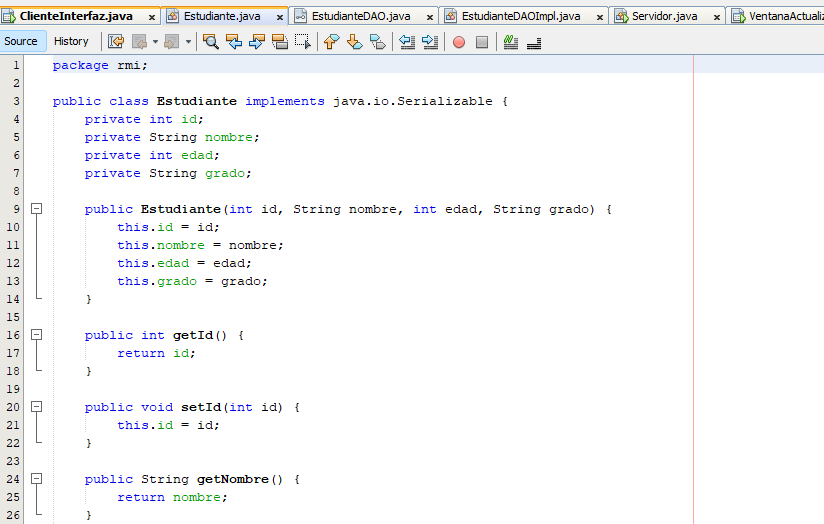 ClienteInterfaz.java Estudiante.java EstudianteDAO.java EstudianteDAOImpl.java Servidor.java VentanaActualiz
Source History
1 package rmi;
2
3 public class Estudiante implements java.io.Serializable {
4 private int id;
5 private String nombre;
6 private int edad;
7 private String grado;
8
9 public Estudiante(int id, String nombre, int edad, String grado) {
10 this.id = id;
11 this.nombre = nombre;
12 this.edad = edad;
13 this.grado = grado;
14 }
15
16 public int getId() {
17 return id;
18 }
19
20 public void setId(int id) {
21 this.id = id;
22 }
23
24 public String getNombre() {
25 return nombre;
26 }